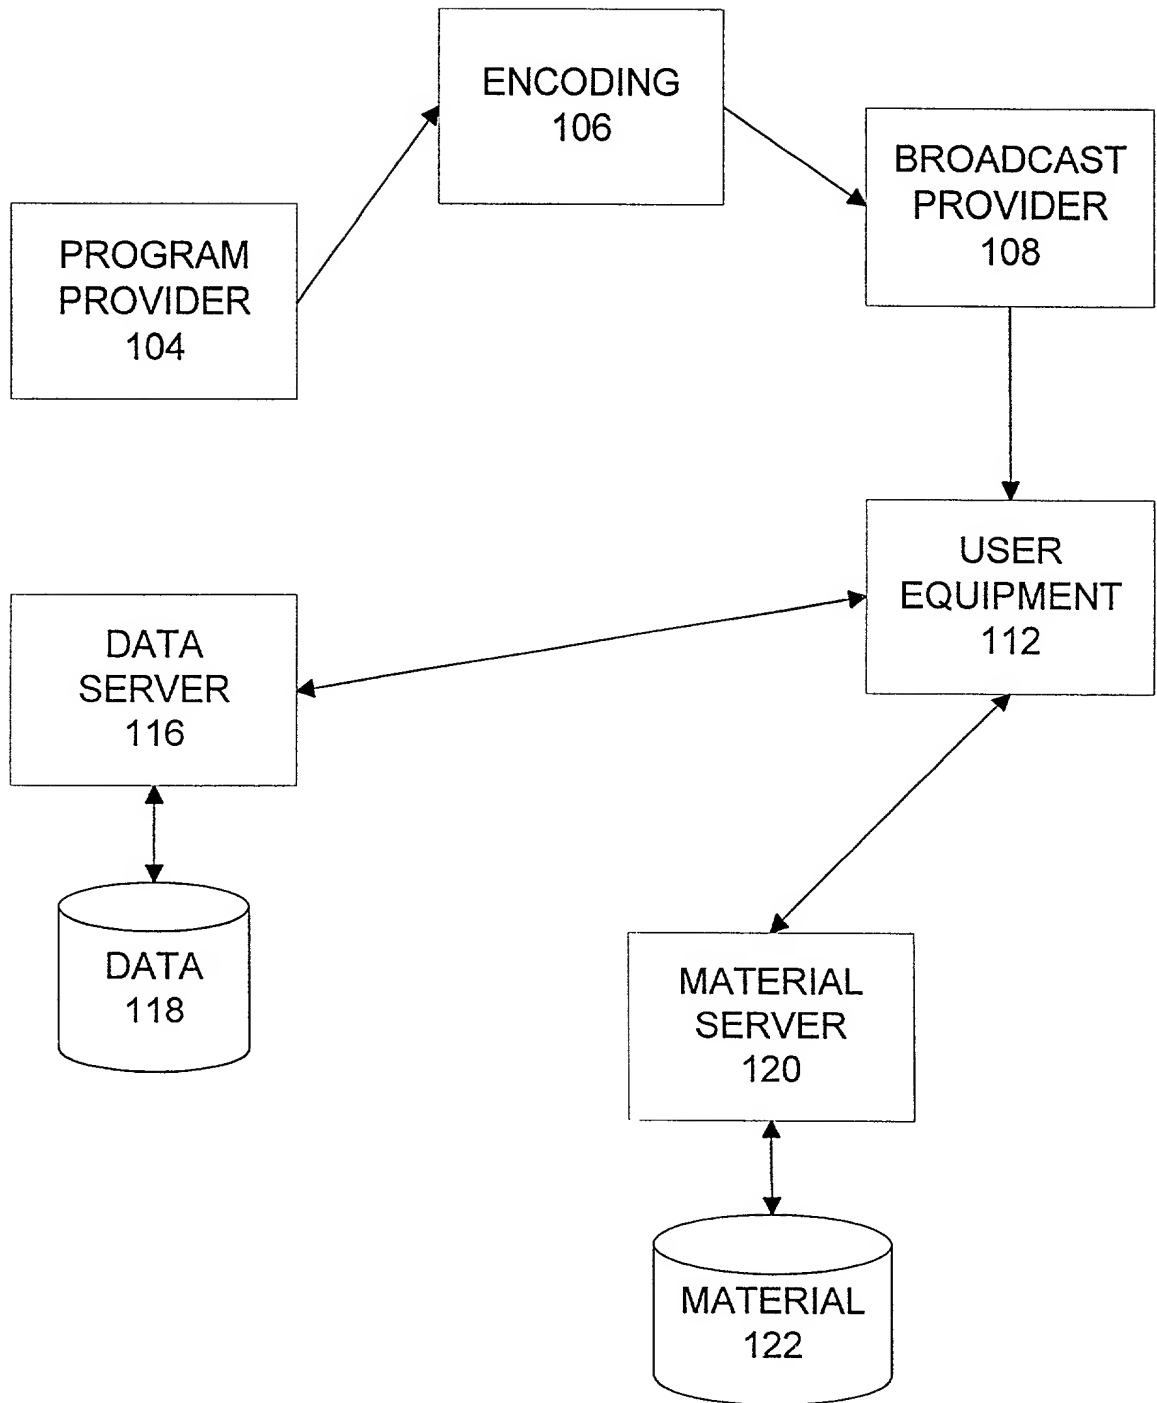 ENCODING
106
BROADCAST
PROVIDER
108
PROGRAM
PROVIDER
104
USER
EQUIPMENT
112
DATA
SERVER
116
DATA
118
MATERIAL
SERVER
120
MATERIAL
122